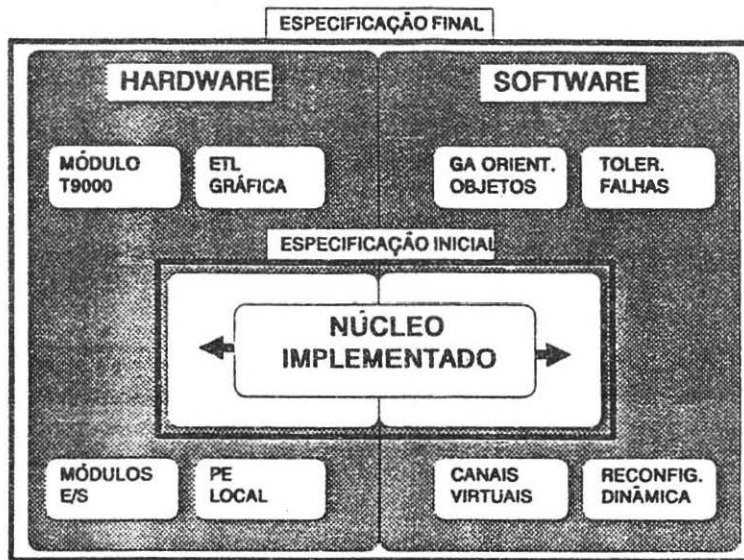 ESPECIFICAÇÃO FINAL
HARDWARE
SOFTWARE
MÓDULO
T9000
ETL
GRÁFICA
GA ORIENT.
OBJETOS
TOLER.
FALHAS
ESPECIFICAÇÃO INICIAL
NÚCLEO
IMPLEMENTADO
MÓDULOS
E/S
PE
LOCAL
CANAIS
VIRTUAIS
RECONFIG.
DINÂMICA